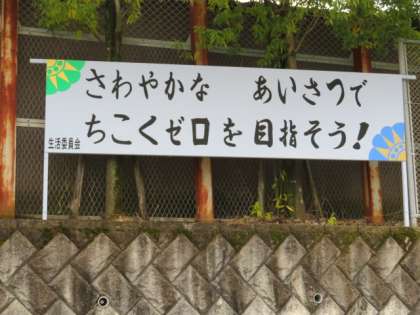 さわやかな　あいさつで
ちこくゼロを目指そう！
生活委員会